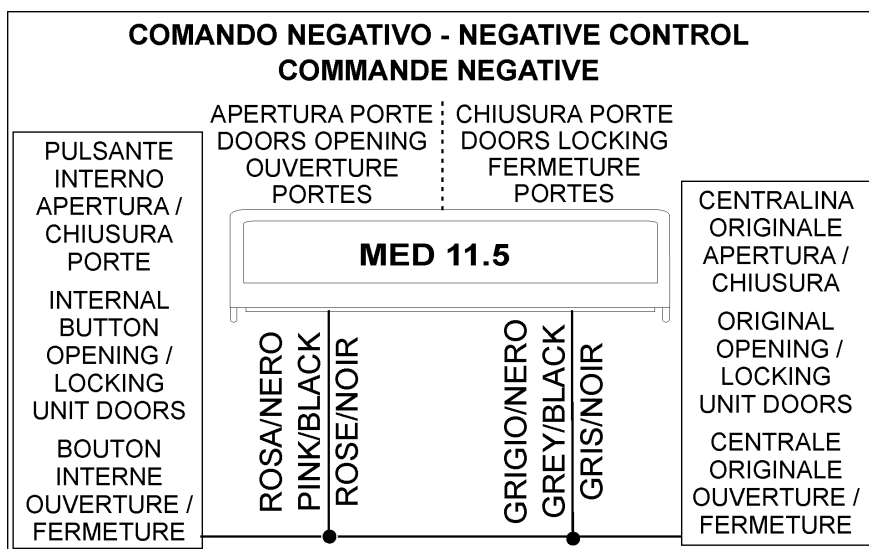 COMANDO NEGATIVO - NEGATIVE CONTROL
COMMANDE NEGATIVE
APERTURA PORTE
DOORS OPENING
OUVERTURE
PORTES
CHIUSURA PORTE
DOORS LOCKING
FERMETURE
PORTES
PULSANTE
INTERNO
APERTURA /
CHIUSURA
PORTE
INTERNAL
BUTTON
OPENING /
LOCKING
UNIT DOORS
BOUTON
INTERNE
OUVERTURE /
FERMETURE
MED 11.5
ROSA/NERO
PINK/BLACK
ROSE/NOIR
GRIGIO/NERO
GREY/BLACK
GRIS/NOIR
CENTRALINA
ORIGINALE
APERTURA /
CHIUSURA
ORIGINAL
OPENING /
LOCKING
UNIT DOORS
CENTRALE
ORIGINALE
OUVERTURE /
FERMETURE